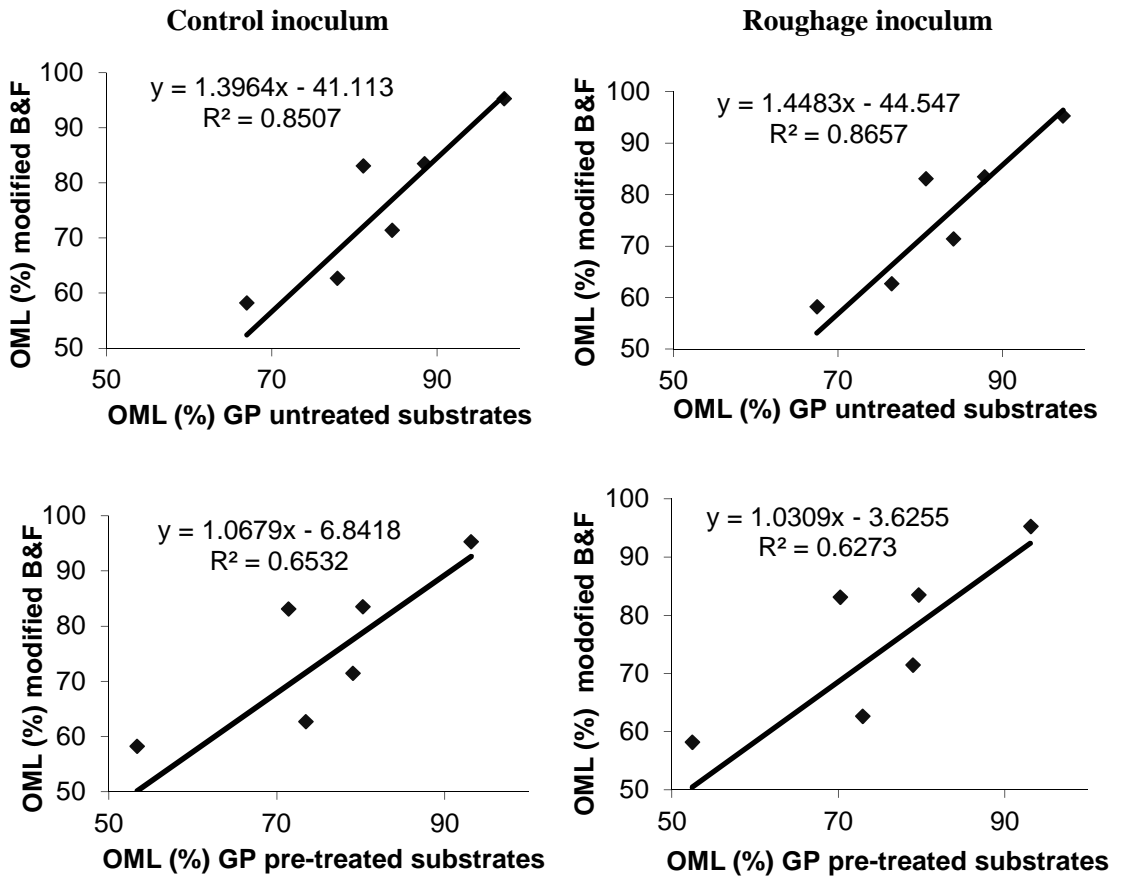 Control inoculum
Roughage inoculum
y = 1.3964x - 41.113
R² = 0.8507
OML (%) modified B&F
100
90
80
70
60
50
50
70
90
OML (%) GP untreated substrates
y = 1.4483x - 44.547
R² = 0.8657
OML (%) modified B&F
100
90
80
70
60
50
50
70
90
OML (%) GP untreated substrates
y = 1.0679x - 6.8418
R² = 0.6532
OML (%) modified B&F
100
90
80
70
60
50
50
70
90
OML (%) GP pre-treated substrates
y = 1.0309x - 3.6255
R² = 0.6273
OML (%) modofied B&F
100
90
80
70
60
50
50
70
90
OML (%) GP pre-treated substrates